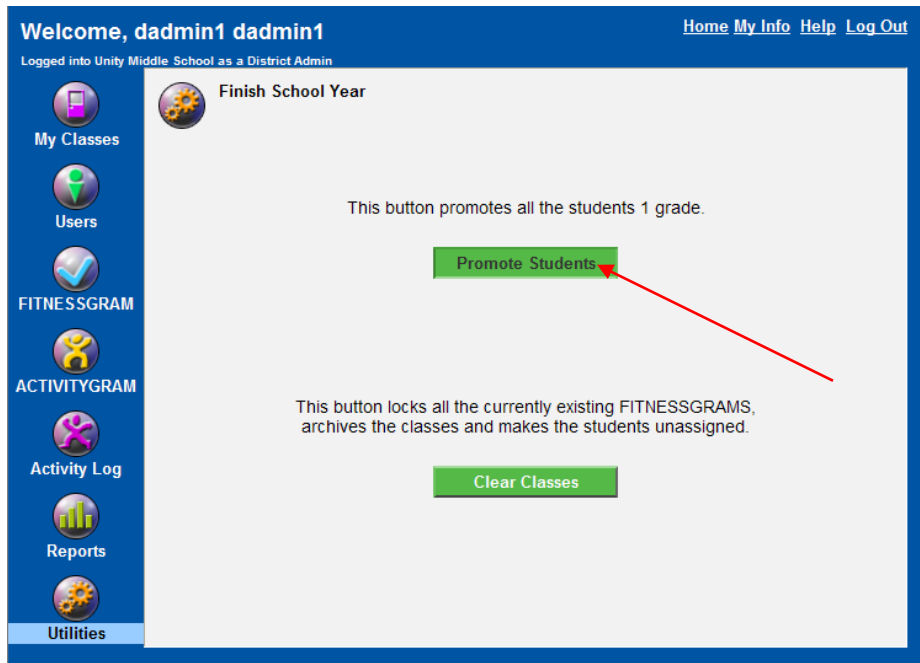 Welcome, dadmin1 dadmin1
Home My Info Help Log Out
Logged into Unity Middle School as a District Admin
Finish School Year
My Classes
Users
FITNESSGRAM
ACTIVITYGRAM
Activity Log
Reports
Utilities
This button promotes all the students 1 grade.
Promote Students
This button locks all the currently existing FITNESSGRAMS,
archives the classes and makes the students unassigned.
Clear Classes